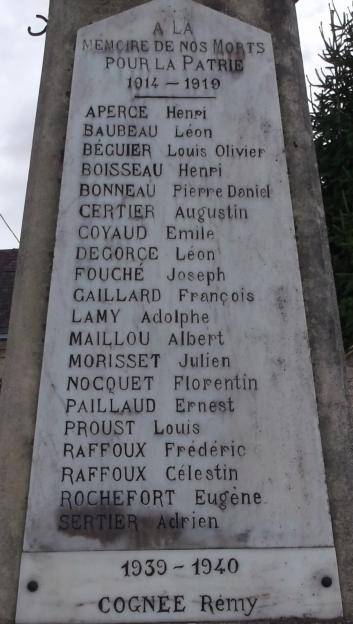 A LA
MÉMOIRE DE NOS MORTS
POUR LA PATRIE
1914 - 1919
APERCÉ Henri
BAUBEAU Léon
BÉGUIER Louis Olivier
BOISSEAU Henri
BONNEAU Pierre Daniel
CERTIER Augustin
COYAUD Emile
DEGORCE Léon
FOUCHÉ Joseph
GAILLARD François
LAMY Adolphe
MAILLOU Albert
MORISSET Julien
NOCQUET Florentin
PAILLAUD Ernest
PROUST Louis
RAFFOUX Frédéric
RAFFOUX Célestin
ROCHEFORT Eugène
SERTIER Adrien
1939 - 1940
COGNÉE Rémy